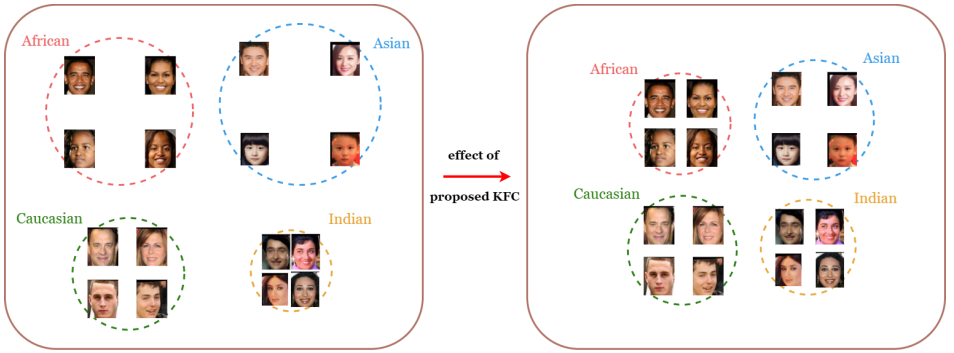 African
Asian
Caucasian
Indian
effect of
proposed KFC
African
Asian
Caucasian
Indian